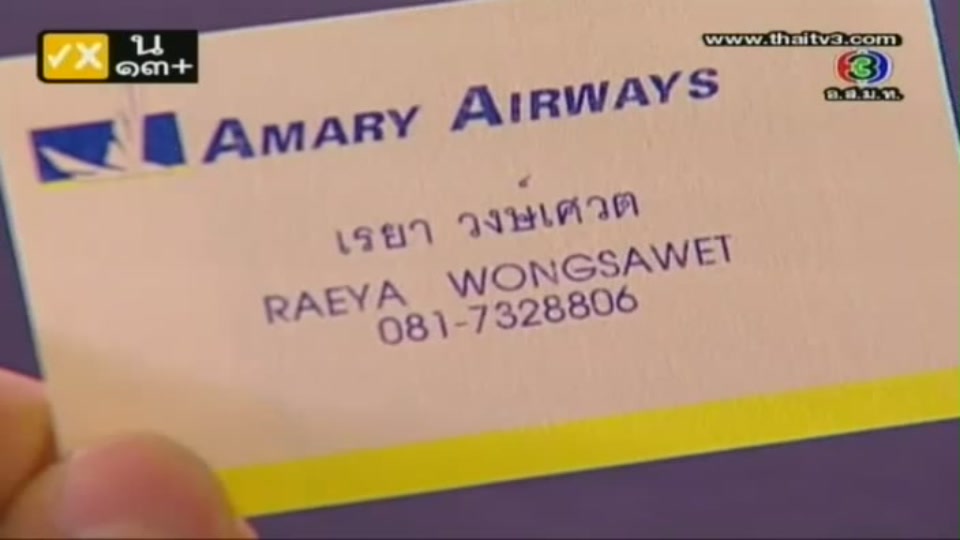 ✓X น ๑๓+
www.thaitv3.com
3
อ.ส.ม.ท.
AMARY AIRWAYS
เรยา วงษ์เศวต
RAEYA WONGSAWET
081-7328806